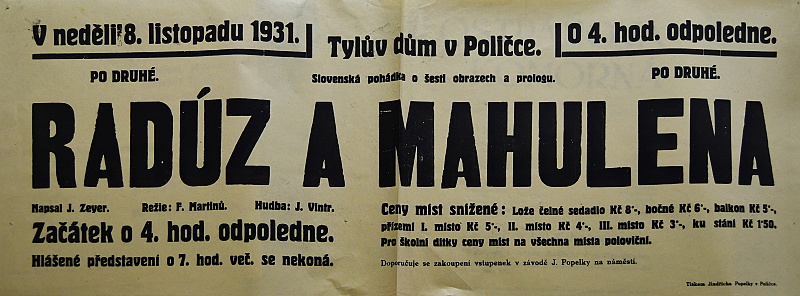 V neděli 8. listopadu 1931.
Tylův dům v Poličce.
O 4. hod. odpoledne.
PO DRUHÉ.
Slovenská pohádka o šesti obrazech a prologu.
PO DRUHÉ.
RADÚZ A MAHULENA
Napsal J. Zeyer. Režie: F. Martinů. Hudba: J. Vintr.
Začátek o 4. hod. odpoledne.
Hlášené představení o 7. hod. več. se nekoná.
Ceny míst snížené: Lože čelné sedadlo Kč 8'-, bočné Kč 6'-, balkon Kč 5'-,
přízemí I. místo Kč 5'-, II. místo Kč 4'-, III. místo Kč 3'-, ku stání Kč 1'50.
Pro školní dítky ceny míst na všechna místa poloviční.
Doporučuje se zakoupení vstupenek v závodě J. Popelky na náměstí.
Tiskem Jindřicha Popelky v Poličce.